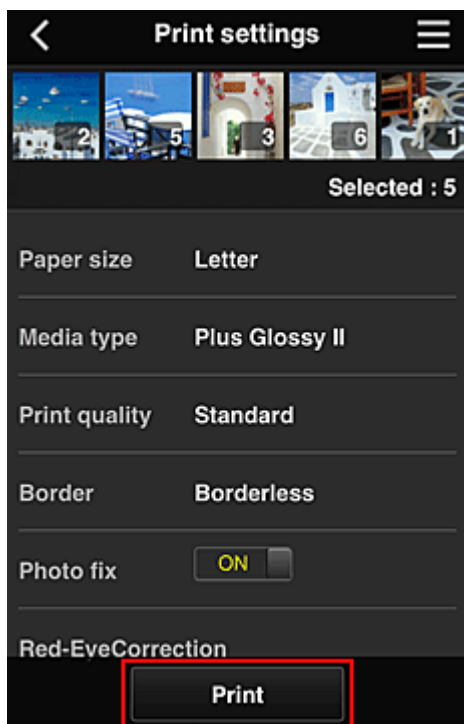 Print settings
2 5 3 6 1
Selected : 5
Paper size Letter
Media type Plus Glossy II
Print quality Standard
Border Borderless
Photo fix ON
Red-EyeCorrection
Print